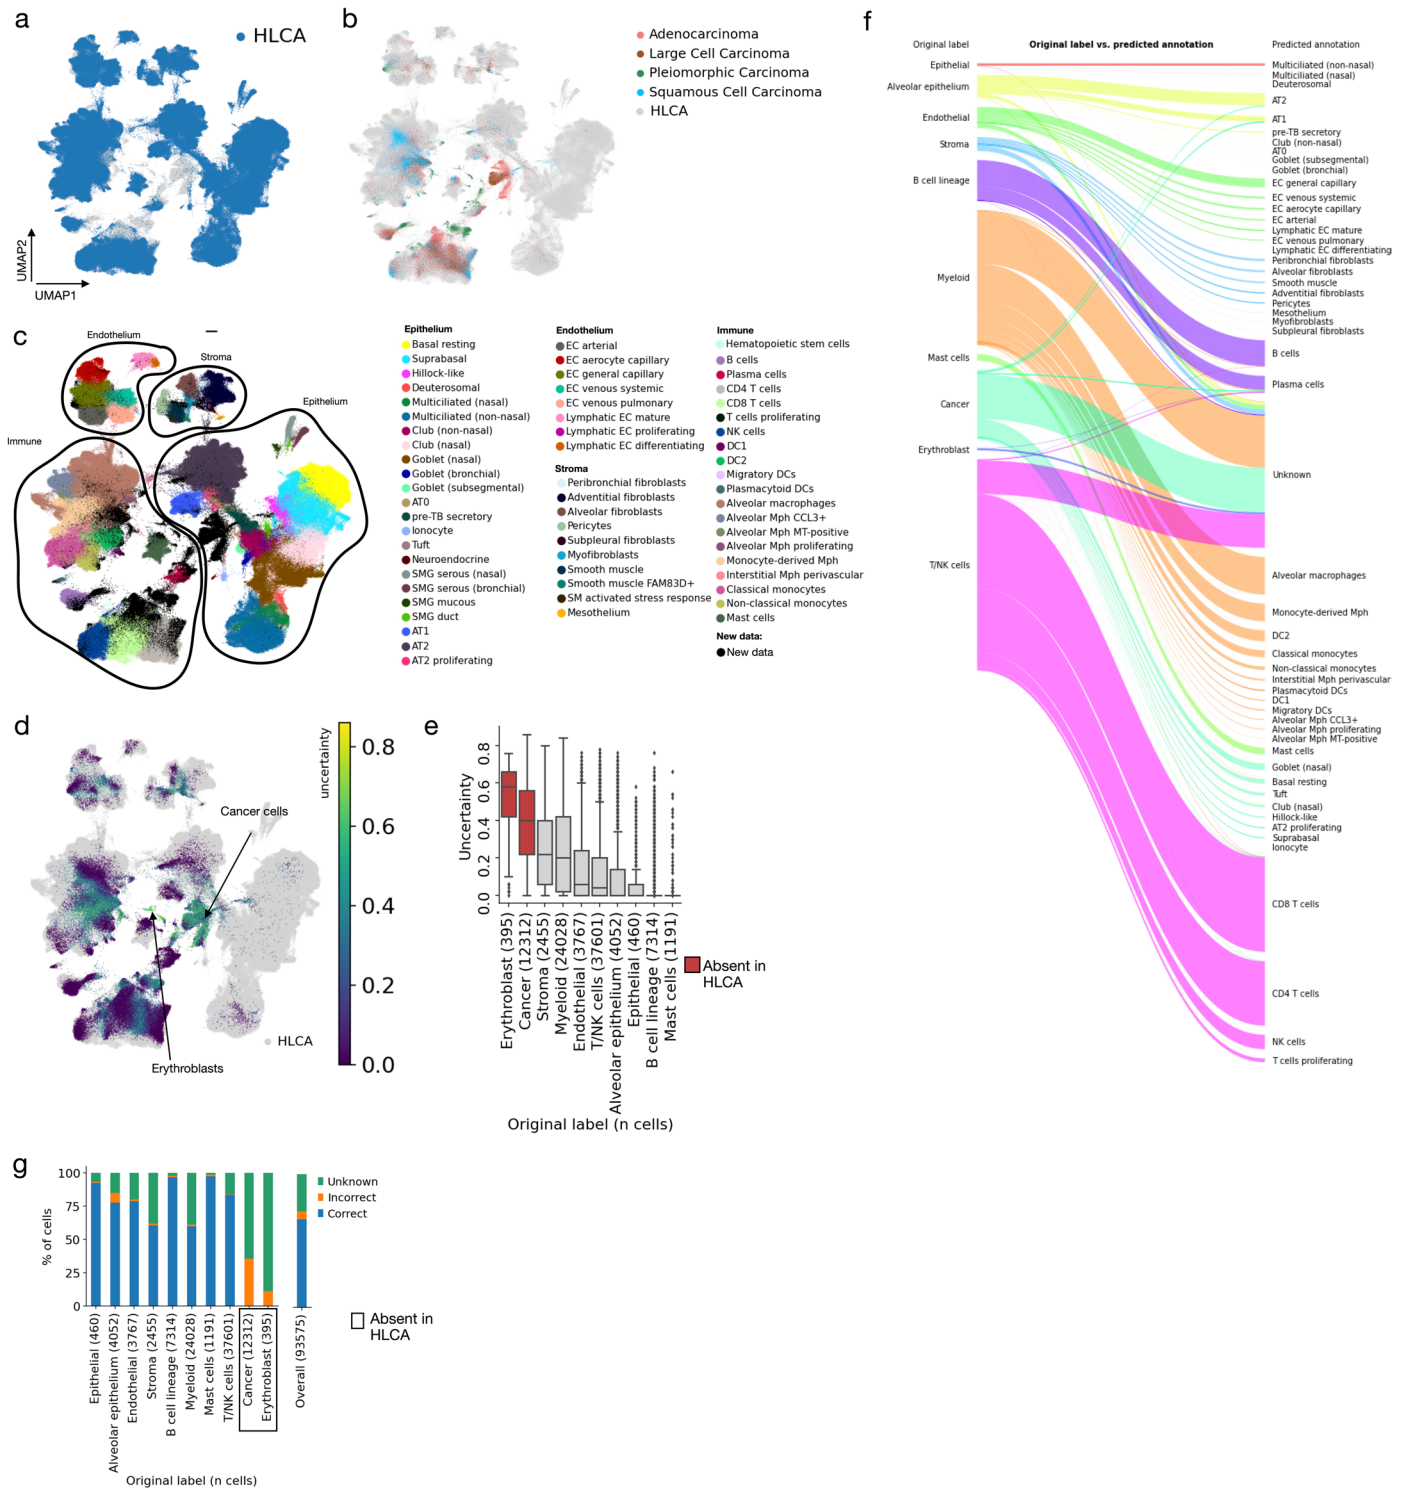 a
HLCA
UMAP2
UMAP1
b
Adenocarcinoma
Large Cell Carcinoma
Pleiomorphic Carcinoma
Squamous Cell Carcinoma
HLCA
c
Endothelium
Stroma
Epithelium
Immune
Epithelium
Basal resting
Suprabasal
Hillock-like
Deuterosomal
Multiciliated (nasal)
Multiciliated (non-nasal)
Club (non-nasal)
Club (nasal)
Goblet (nasal)
Goblet (bronchial)
Goblet (subsegmental)
AT0
pre-TB secretory
Ionocyte
Tuft
Neuroendocrine
SMG serous (nasal)
SMG serous (bronchial)
SMG mucous
SMG duct
AT1
AT2
AT2 proliferating
Endothelium
EC arterial
EC aerocyte capillary
EC general capillary
EC venous systemic
EC venous pulmonary
Lymphatic EC mature
Lymphatic EC proliferating
Lymphatic EC differentiating
Stroma
Peribronchial fibroblasts
Adventitial fibroblasts
Alveolar fibroblasts
Pericytes
Subpleural fibroblasts
Myofibroblasts
Smooth muscle
Smooth muscle FAM83D+
SM activated stress response
Mesothelium
Immune
Hematopoietic stem cells
B cells
Plasma cells
CD4 T cells
CD8 T cells
T cells proliferating
NK cells
DC1
DC2
Migratory DCs
Plasmacytoid DCs
Alveolar macrophages
Alveolar Mph CCL3+
Alveolar Mph MT-positive
Alveolar Mph proliferating
Monocyte-derived Mph
Interstitial Mph perivascular
Classical monocytes
Non-classical monocytes
Mast cells
New data:
New data
d
Cancer cells
Erythroblasts
HLCA
uncertainty
0.8
0.6
0.4
0.2
0.0
e
Uncertainty
0.8
0.6
0.4
0.2
0.0
Erythroblast (395)
Cancer (12312)
Stroma (2455)
Myeloid (24028)
Endothelial (3767)
T/NK cells (37601)
Alveolar epithelium (4052)
Epithelial (460)
B cell lineage (7314)
Mast cells (1191)
Original label (n cells)
Absent in
HLCA
f
Original label
Original label vs. predicted annotation
Predicted annotation
Epithelial
Alveolar epithelium
Endothelial
Stroma
B cell lineage
Myeloid
Mast cells
Cancer
Erythroblast
T/NK cells
Multiciliated (non-nasal)
Multiciliated (nasal)
Deuterosomal
AT2
AT1
pre-TB secretory
Club (non-nasal)
AT0
Goblet (subsegmental)
Goblet (bronchial)
EC general capillary
EC venous systemic
EC aerocyte capillary
EC arterial
Lymphatic EC mature
EC venous pulmonary
Lymphatic EC differentiating
Peribronchial fibroblasts
Alveolar fibroblasts
Smooth muscle
Adventitial fibroblasts
Pericytes
Mesothelium
Myofibroblasts
Subpleural fibroblasts
B cells
Plasma cells
Unknown
Alveolar macrophages
Monocyte-derived Mph
DC2
Classical monocytes
Non-classical monocytes
Interstitial Mph perivascular
Plasmacytoid DCs
DC1
Migratory DCs
Alveolar Mph CCL3+
Alveolar Mph proliferating
Alveolar Mph MT-positive
Mast cells
Goblet (nasal)
Basal resting
Tuft
Club (nasal)
Hillock-like
AT2 proliferating
Suprabasal
Ionocyte
CD8 T cells
CD4 T cells
NK cells
T cells proliferating
g
% of cells
100
75
50
25
0
Unknown
Incorrect
Correct
Epithelial (460)
Alveolar epithelium (4052)
Endothelial (3767)
Stroma (2455)
B cell lineage (7314)
Myeloid (24028)
Mast cells (1191)
T/NK cells (37601)
Cancer (12312)
Erythroblast (395)
Overall (93575)
Original label (n cells)
Absent in
HLCA